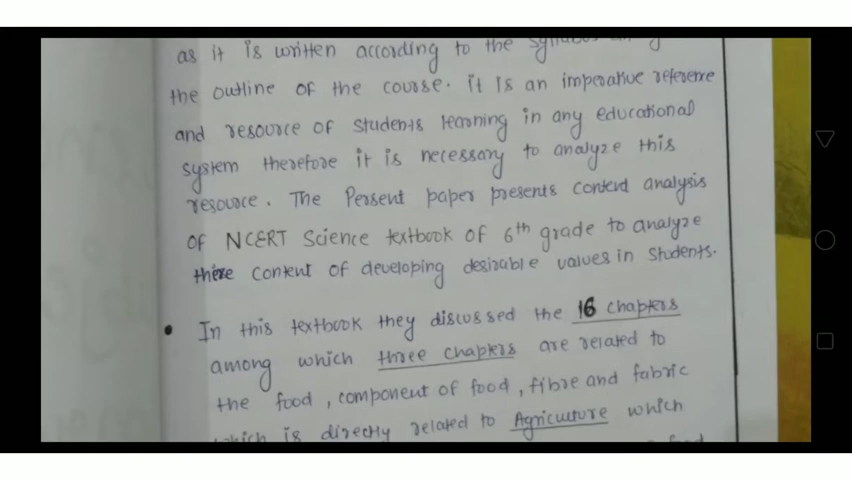 as it is written according to the syllabus
the outline of the course. it is an imperative reference
and resource of students learning in any educational
system therefore it is necessary to analyze this
resource. The Persent paper presents content analysis
of NCERT Science textbook of 6th grade to analyze
there content of developing desirable values in students.
• In this textbook they discussed the 16 chapters
among which three chapters are related to
the food, component of food, fibre and fabric
which is directly related to Agriculture which
food